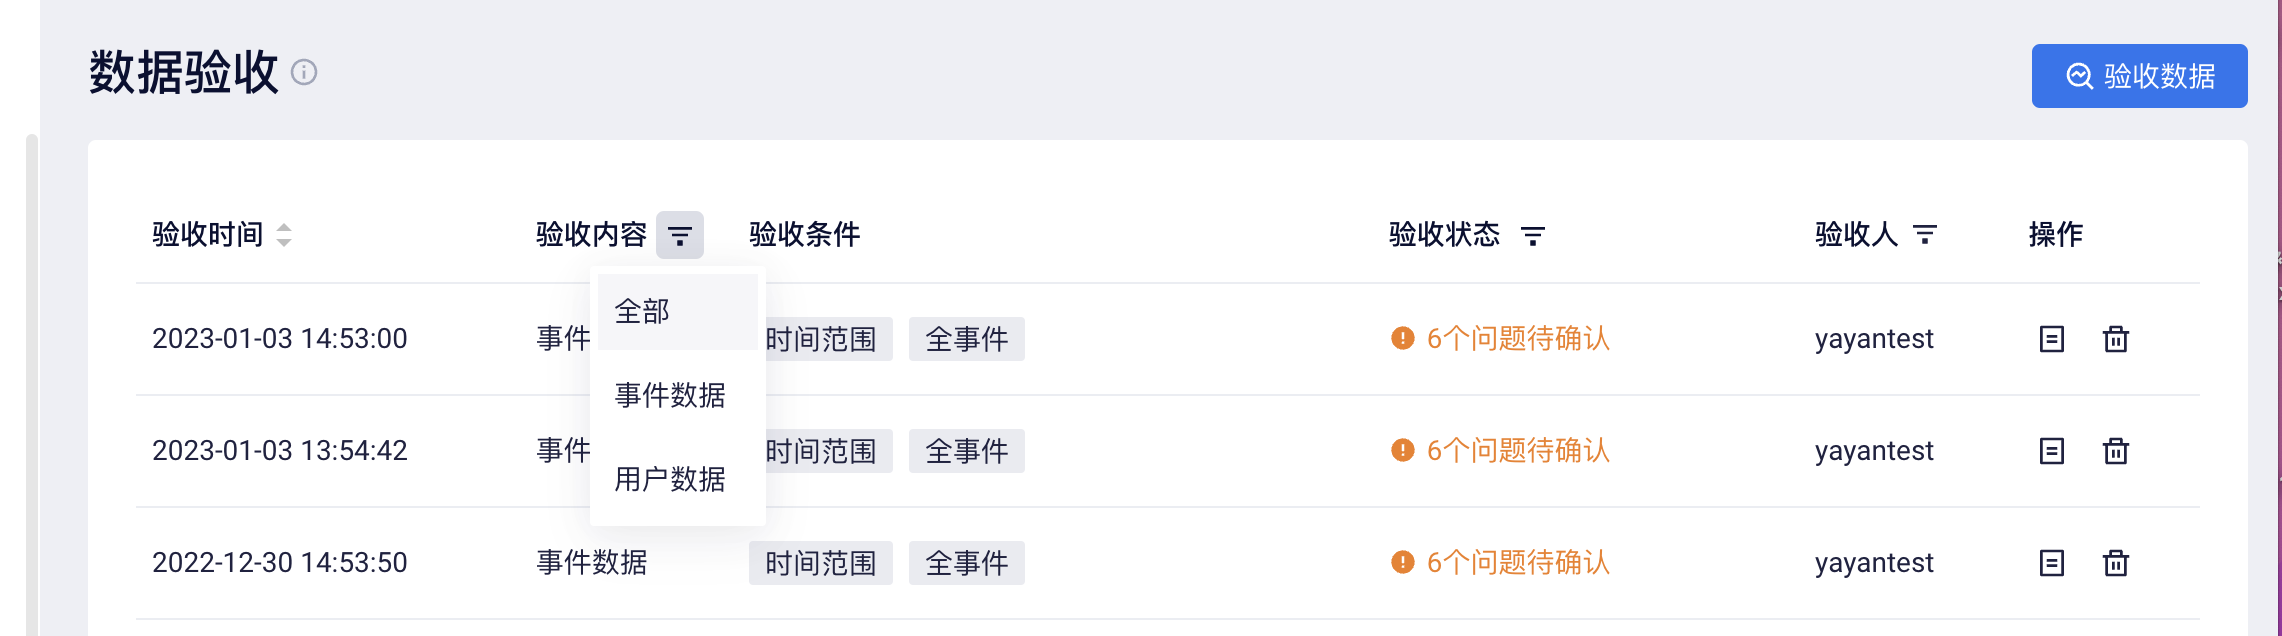 数据验收
验收数据
验收时间 验收内容 验收条件 验收状态 验收人 操作
全部
事件数据
用户数据
2023-01-03 14:53:00 事件 时间范围 全事件 6个问题待确认 yayantest
2023-01-03 13:54:42 事件 时间范围 全事件 6个问题待确认 yayantest
2022-12-30 14:53:50 事件数据 时间范围 全事件 6个问题待确认 yayantest